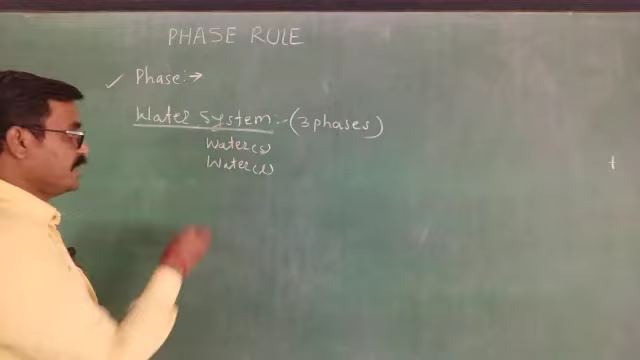 PHASE RULE
✓ Phase:→
Water System:- (3 phases)
Water(s)
Water(l)
t